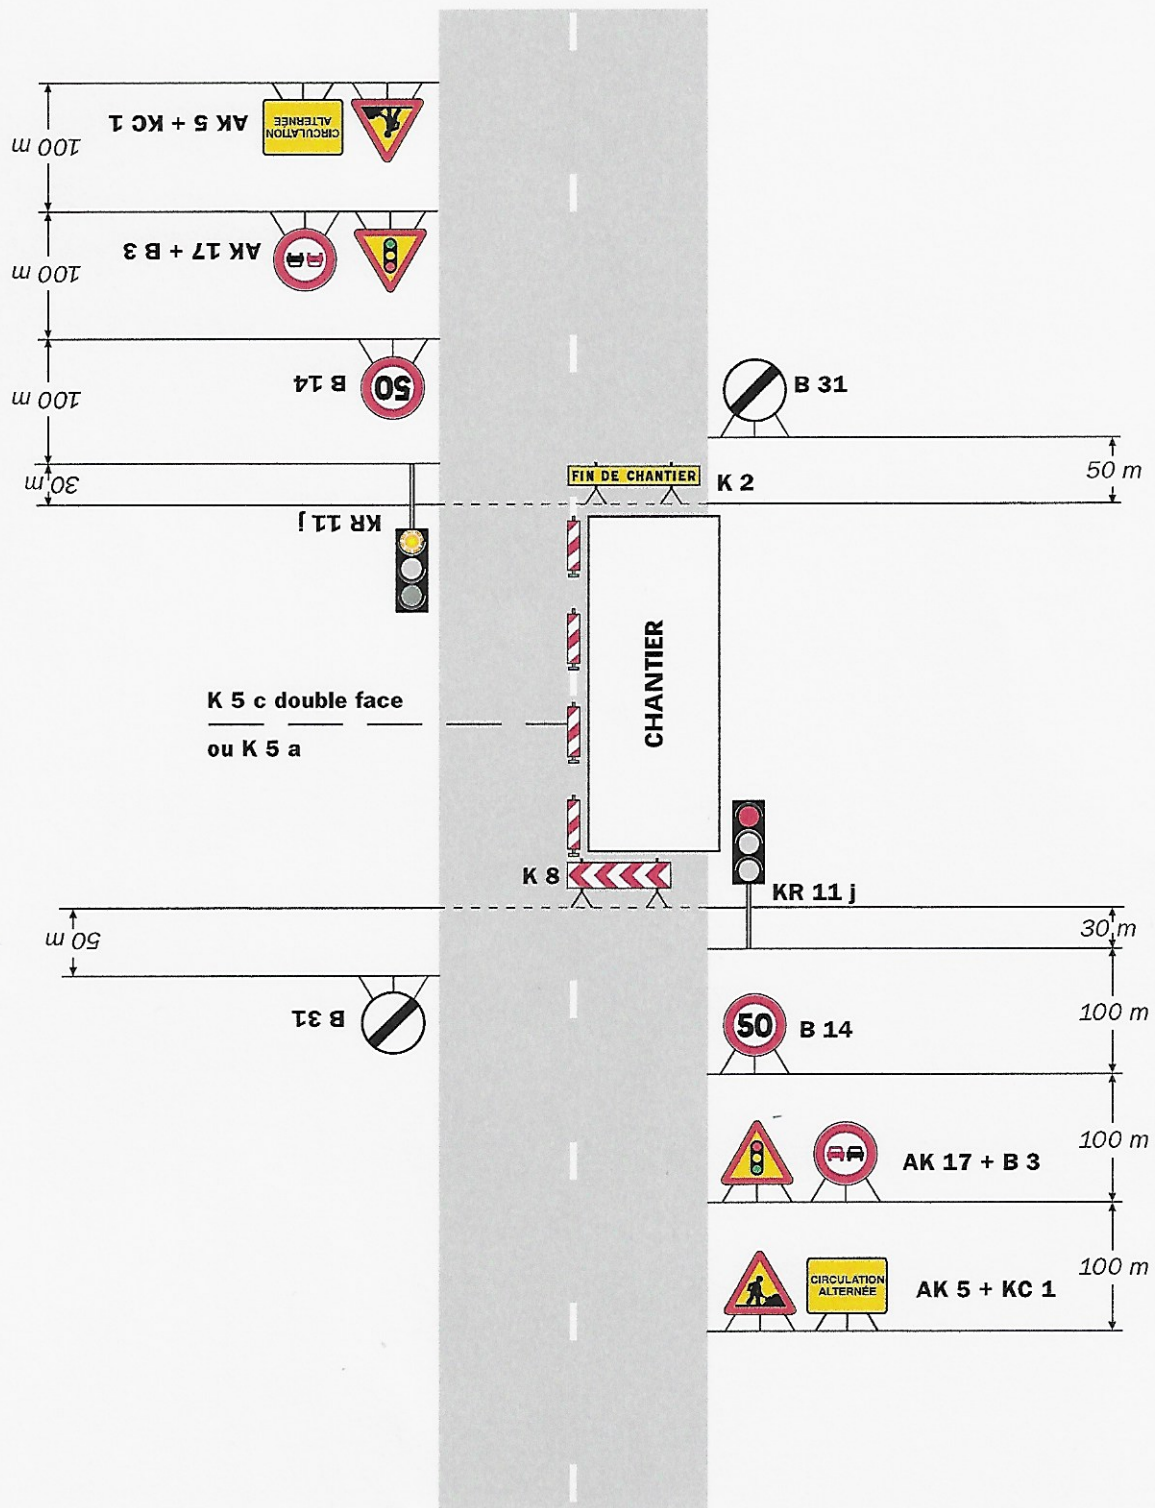 AK 5 + KC 1
CIRCULATION
ALTERNÉE
100 m
AK 17 + B 3
100 m
B 14
50
100 m
B 31
30 m
KR 11 j
FIN DE CHANTIER
K 2
50 m
K 5 c double face
ou K 5 a
CHANTIER
K 8
KR 11 j
50 m
30 m
B 31
50
B 14
100 m
AK 17 + B 3
100 m
CIRCULATION
ALTERNÉE
AK 5 + KC 1
100 m